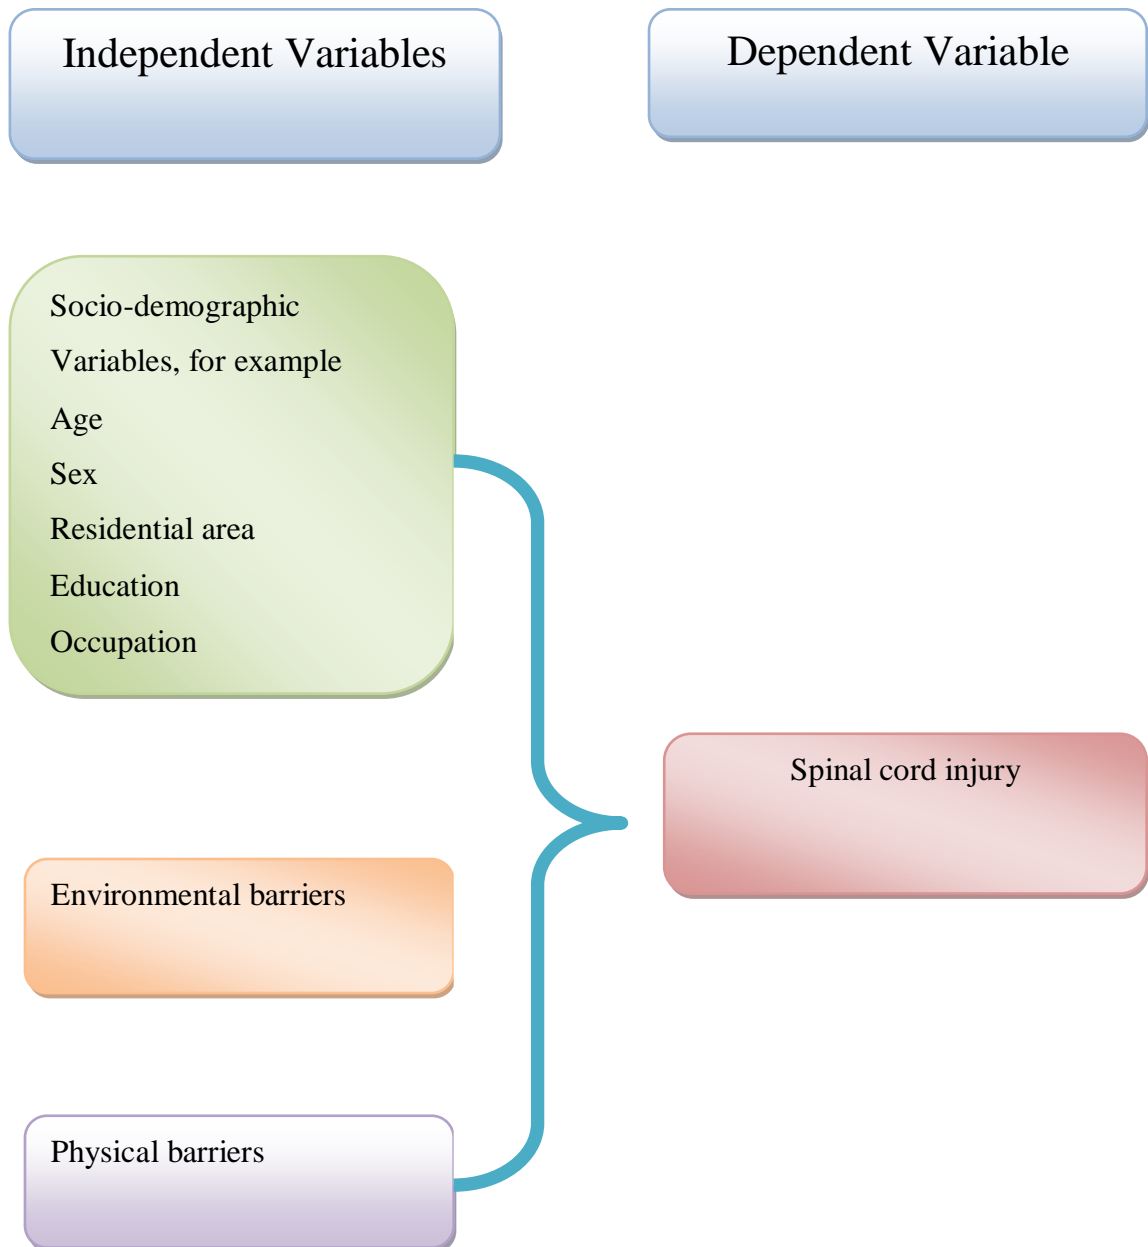 Independent Variables
Dependent Variable
Socio-demographic
Variables, for example
Age
Sex
Residential area
Education
Occupation
Spinal cord injury
Environmental barriers
Physical barriers